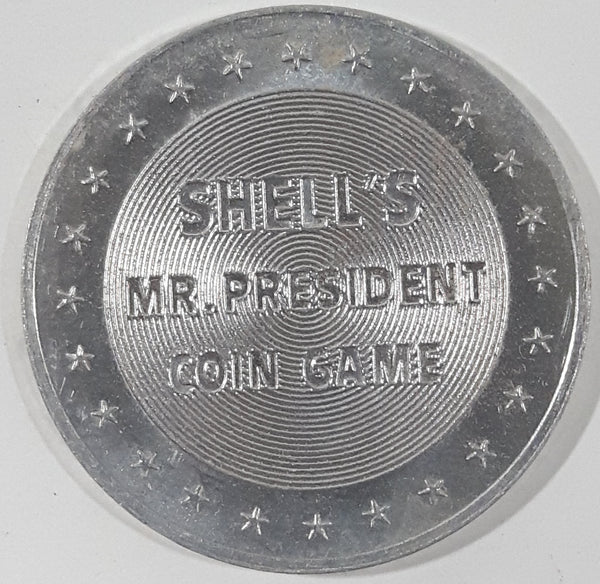 SHELL'S
MR. PRESIDENT
COIN GAME